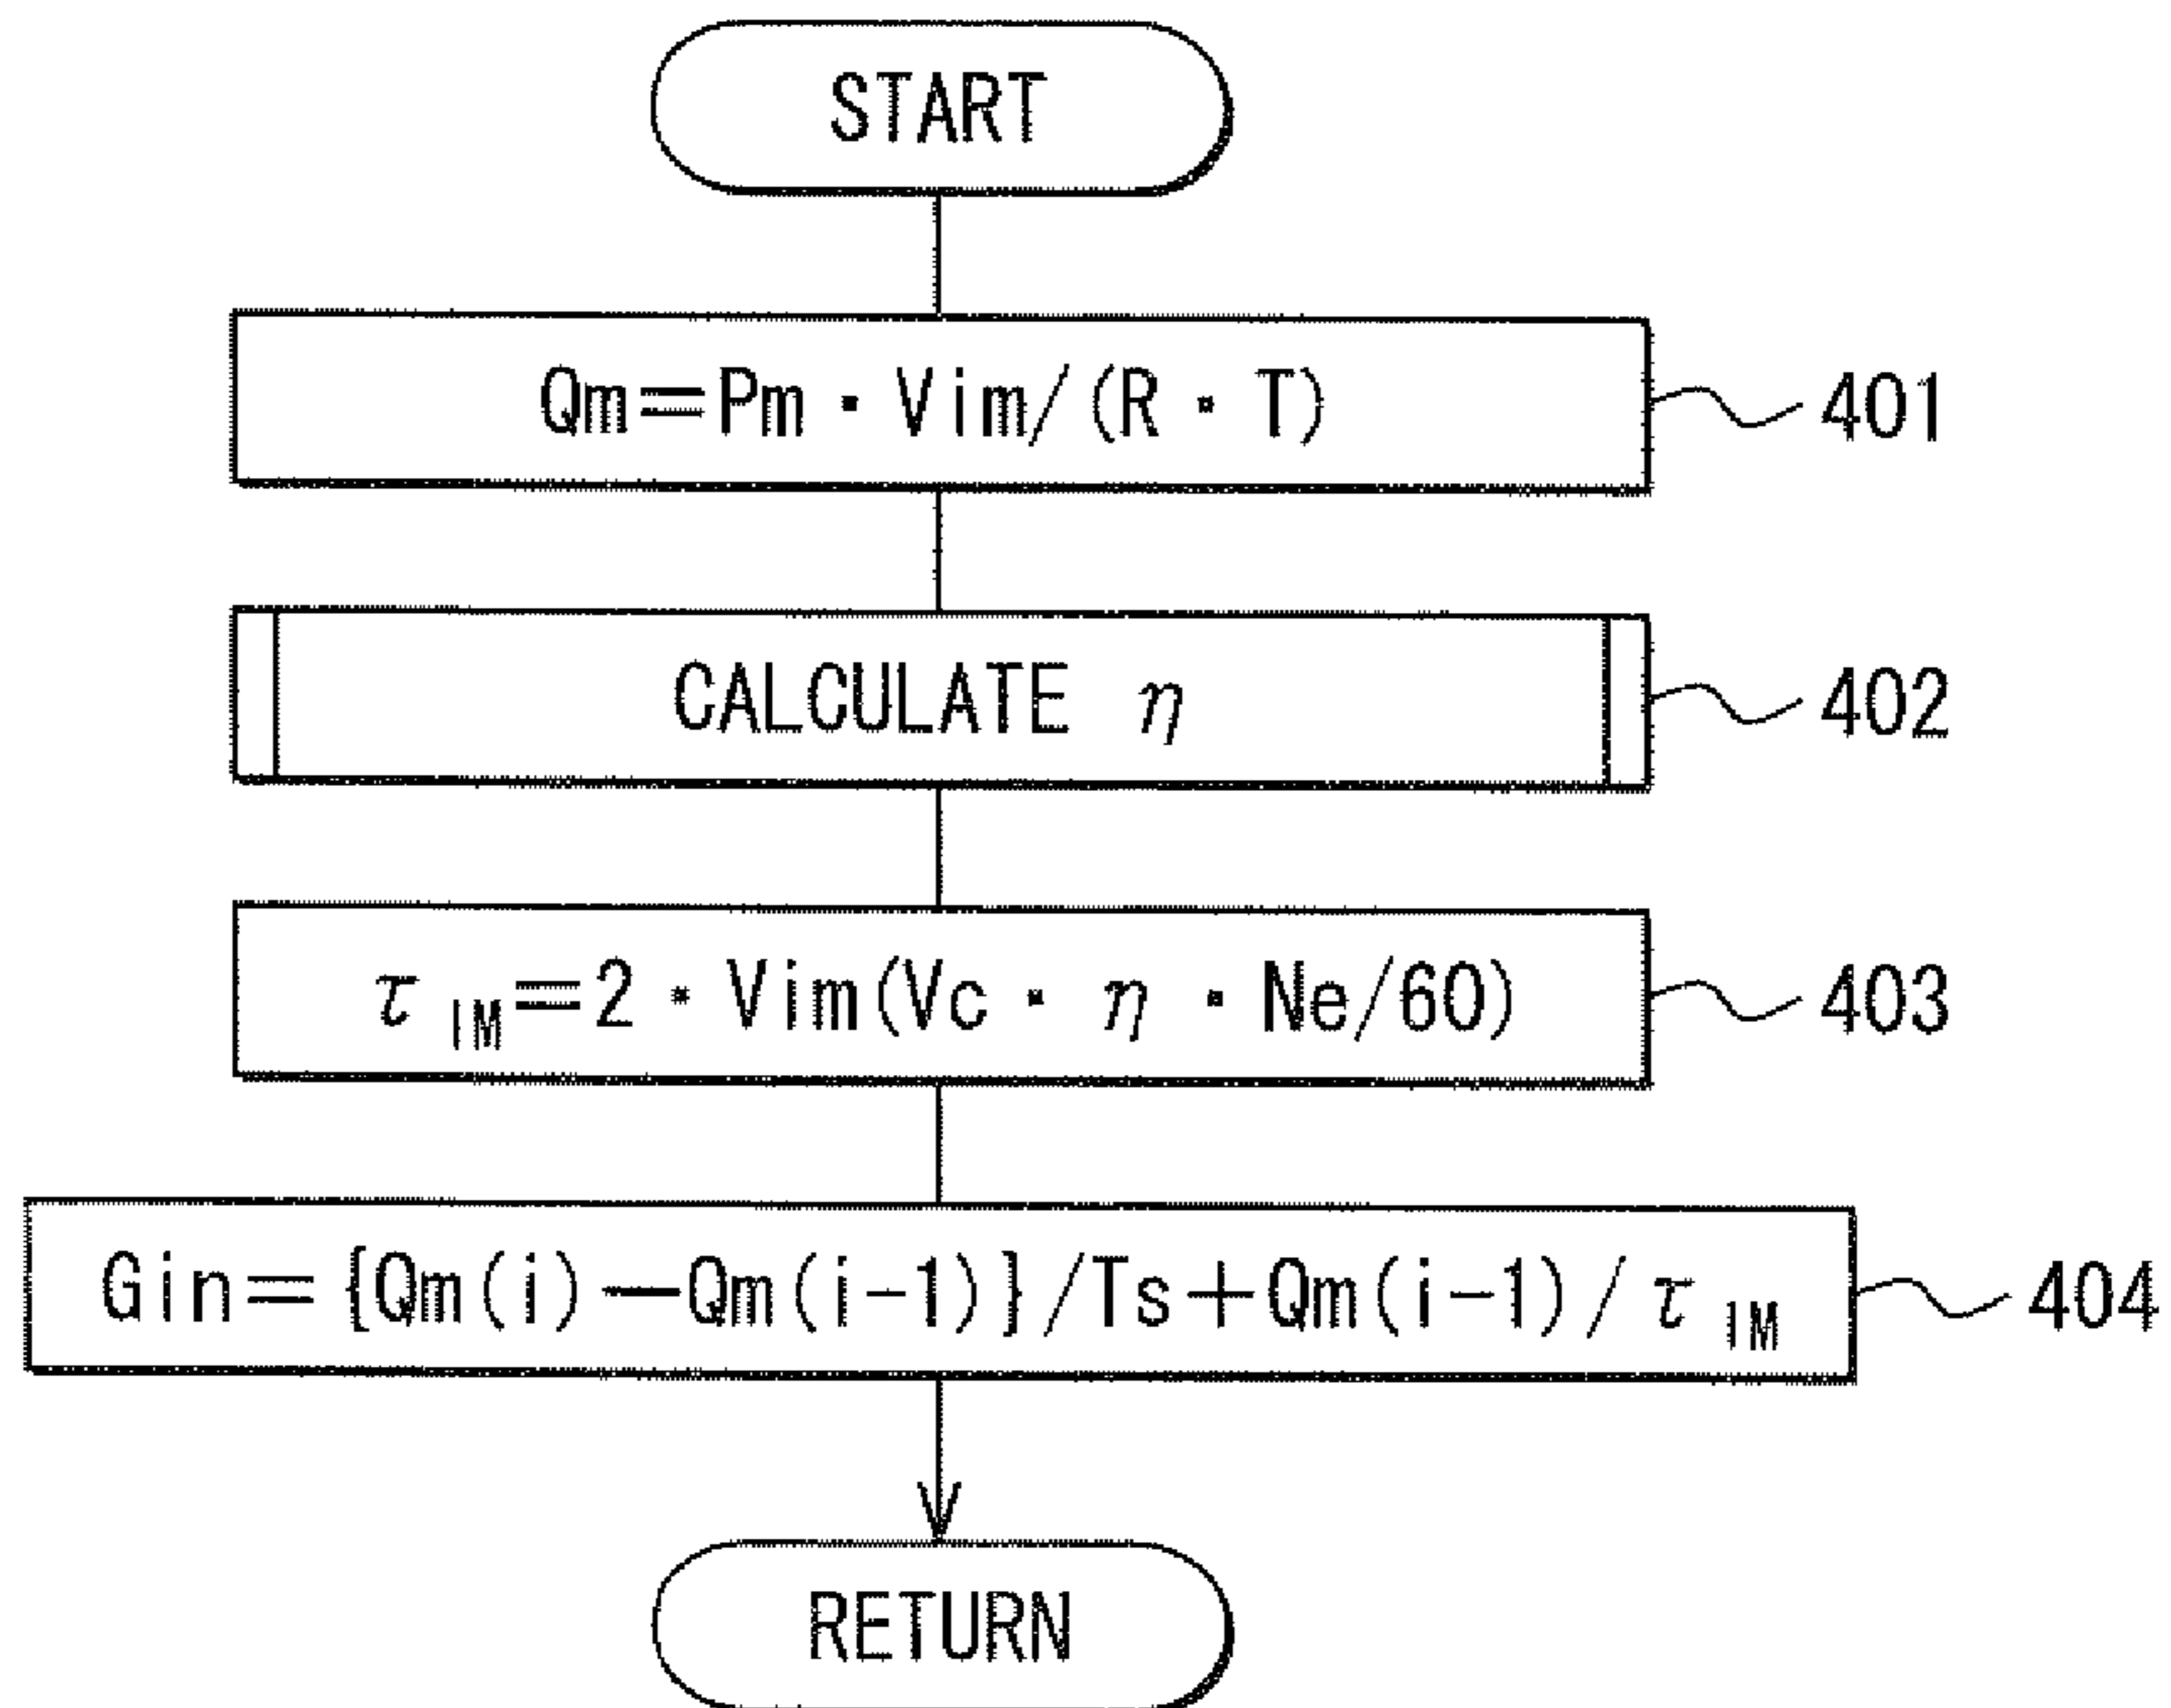 START
Qm=Pm・Vim/(R・T)
401
CALCULATE η
402
τIM=2・Vim(Vc・η・Ne/60)
403
Gin={Qm(i)−Qm(i-1)}/Ts+Qm(i-1)/τIM
404
RETURN